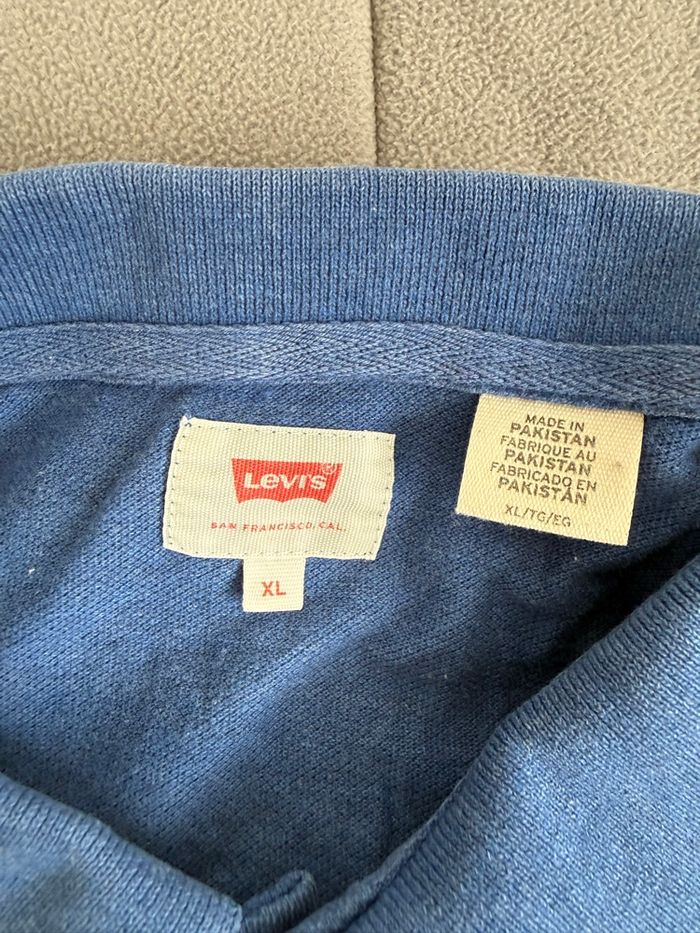 Levi's®
SAN FRANCISCO, CAL.
XL
MADE IN
PAKISTAN
FABRIQUE AU
PAKISTAN
FABRICADO EN
PAKISTÁN
XL/TG/EG